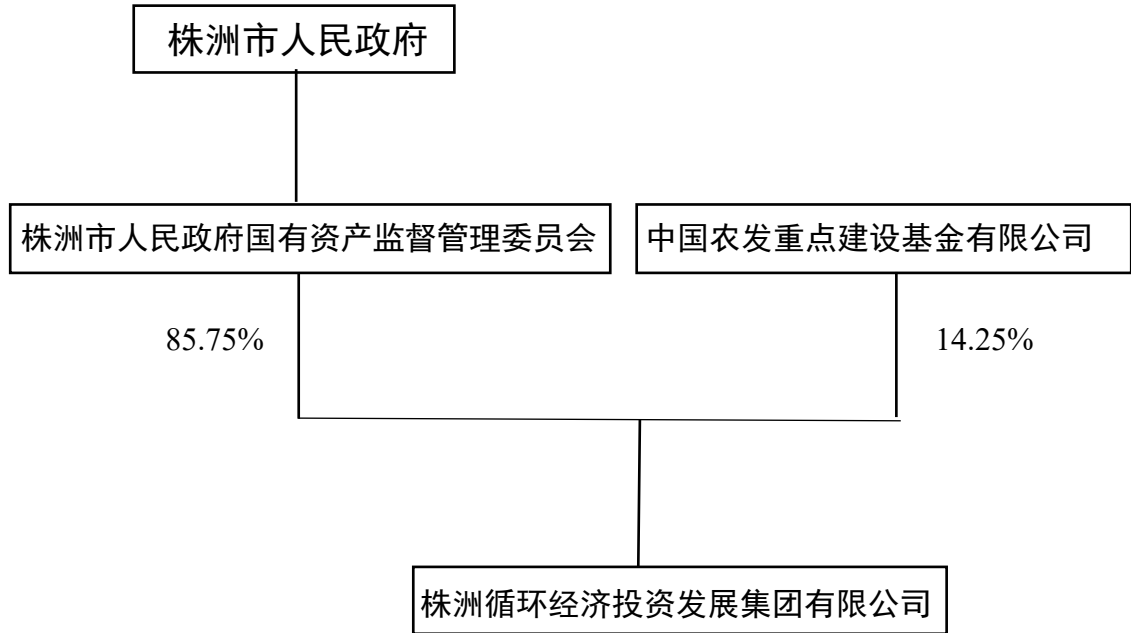 株洲市人民政府
株洲市人民政府国有资产监督管理委员会
中国农发重点建设基金有限公司
85.75%
14.25%
株洲循环经济投资发展集团有限公司